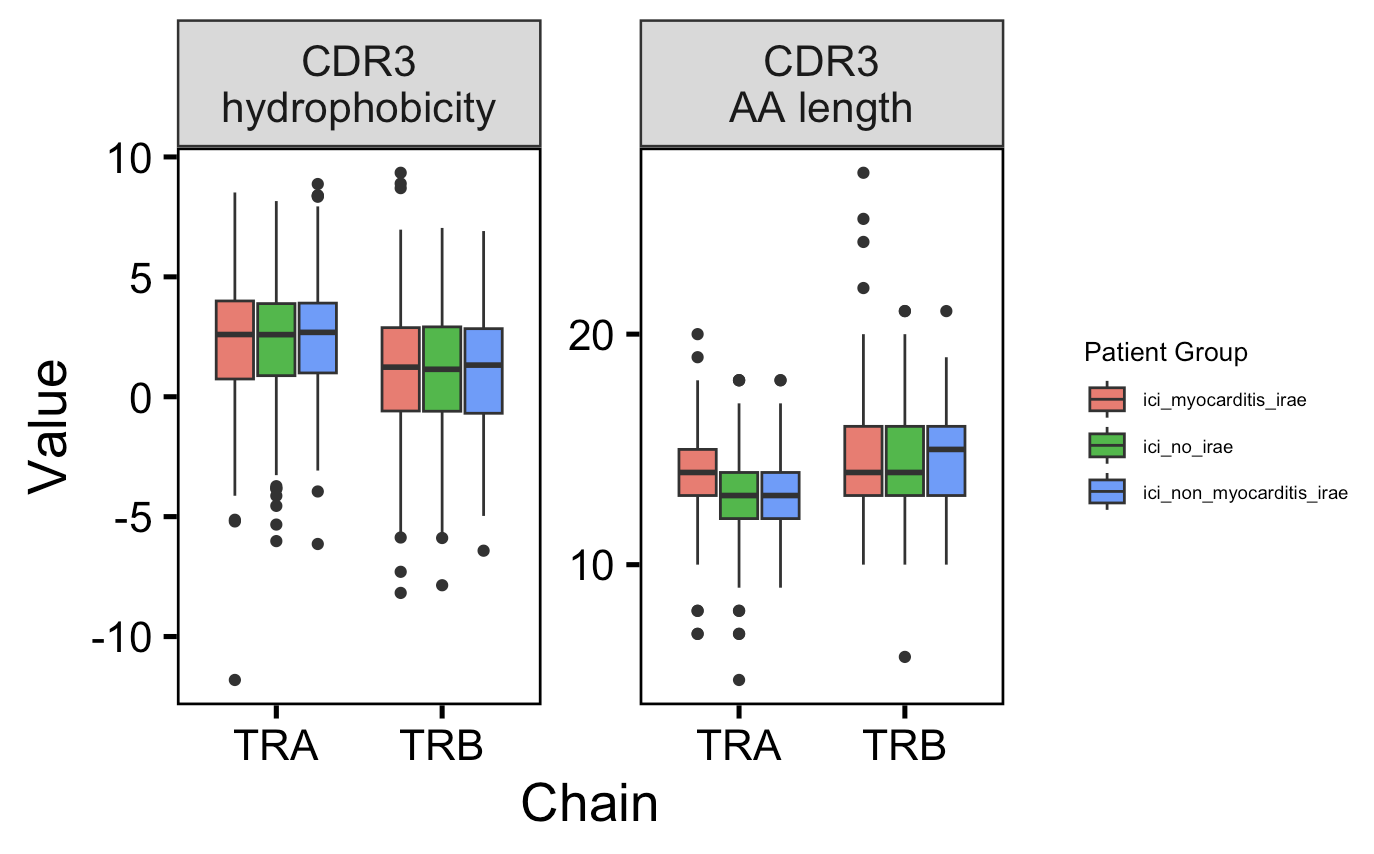 CDR3
hydrophobicity
CDR3
AA length
10
5
0
-5
-10
20
10
Value
TRA
TRB
TRA
TRB
Chain
Patient Group
ici_myocarditis_irae
ici_no_irae
ici_non_myocarditis_irae